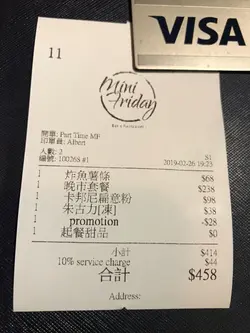 VISA
11
Mini
Friday
Bar & Restaurant
開單: Part Time MF
印單員: Albert
人數: 2
編號: 100268 #1
S1
2019-02-26 19:23
1 炸魚薯條 $68
1 晚市套餐 $238
1 卡邦尼扁意粉 $98
1 朱古力[凍] $38
1 promotion -$28
1 起餐甜品 $0
小計 $414
10% service charge $44
合計 $458
Address: